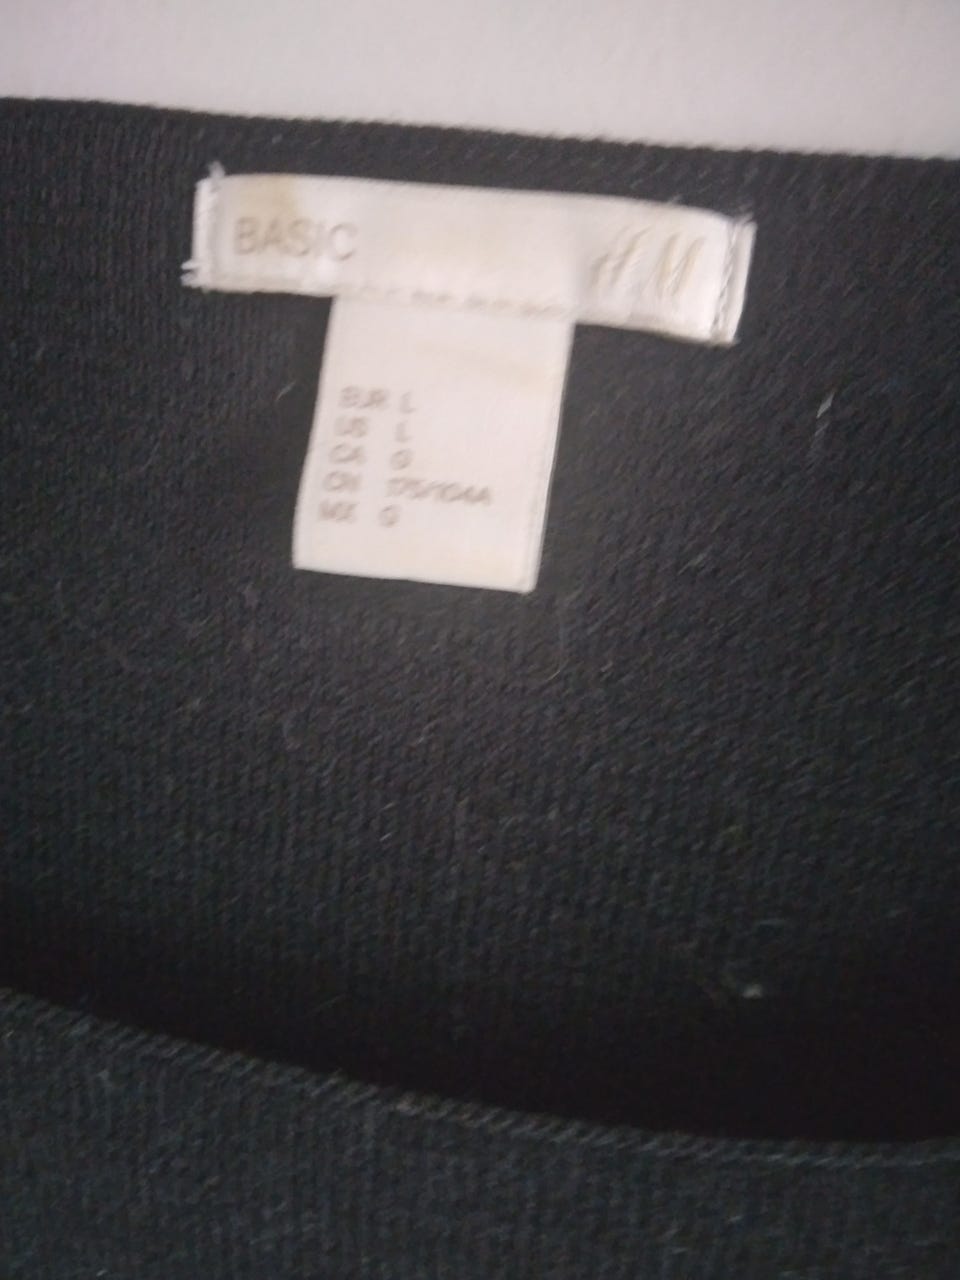 BASIC H M
EUR L
US L
CA G
CN 175/104A
MX G